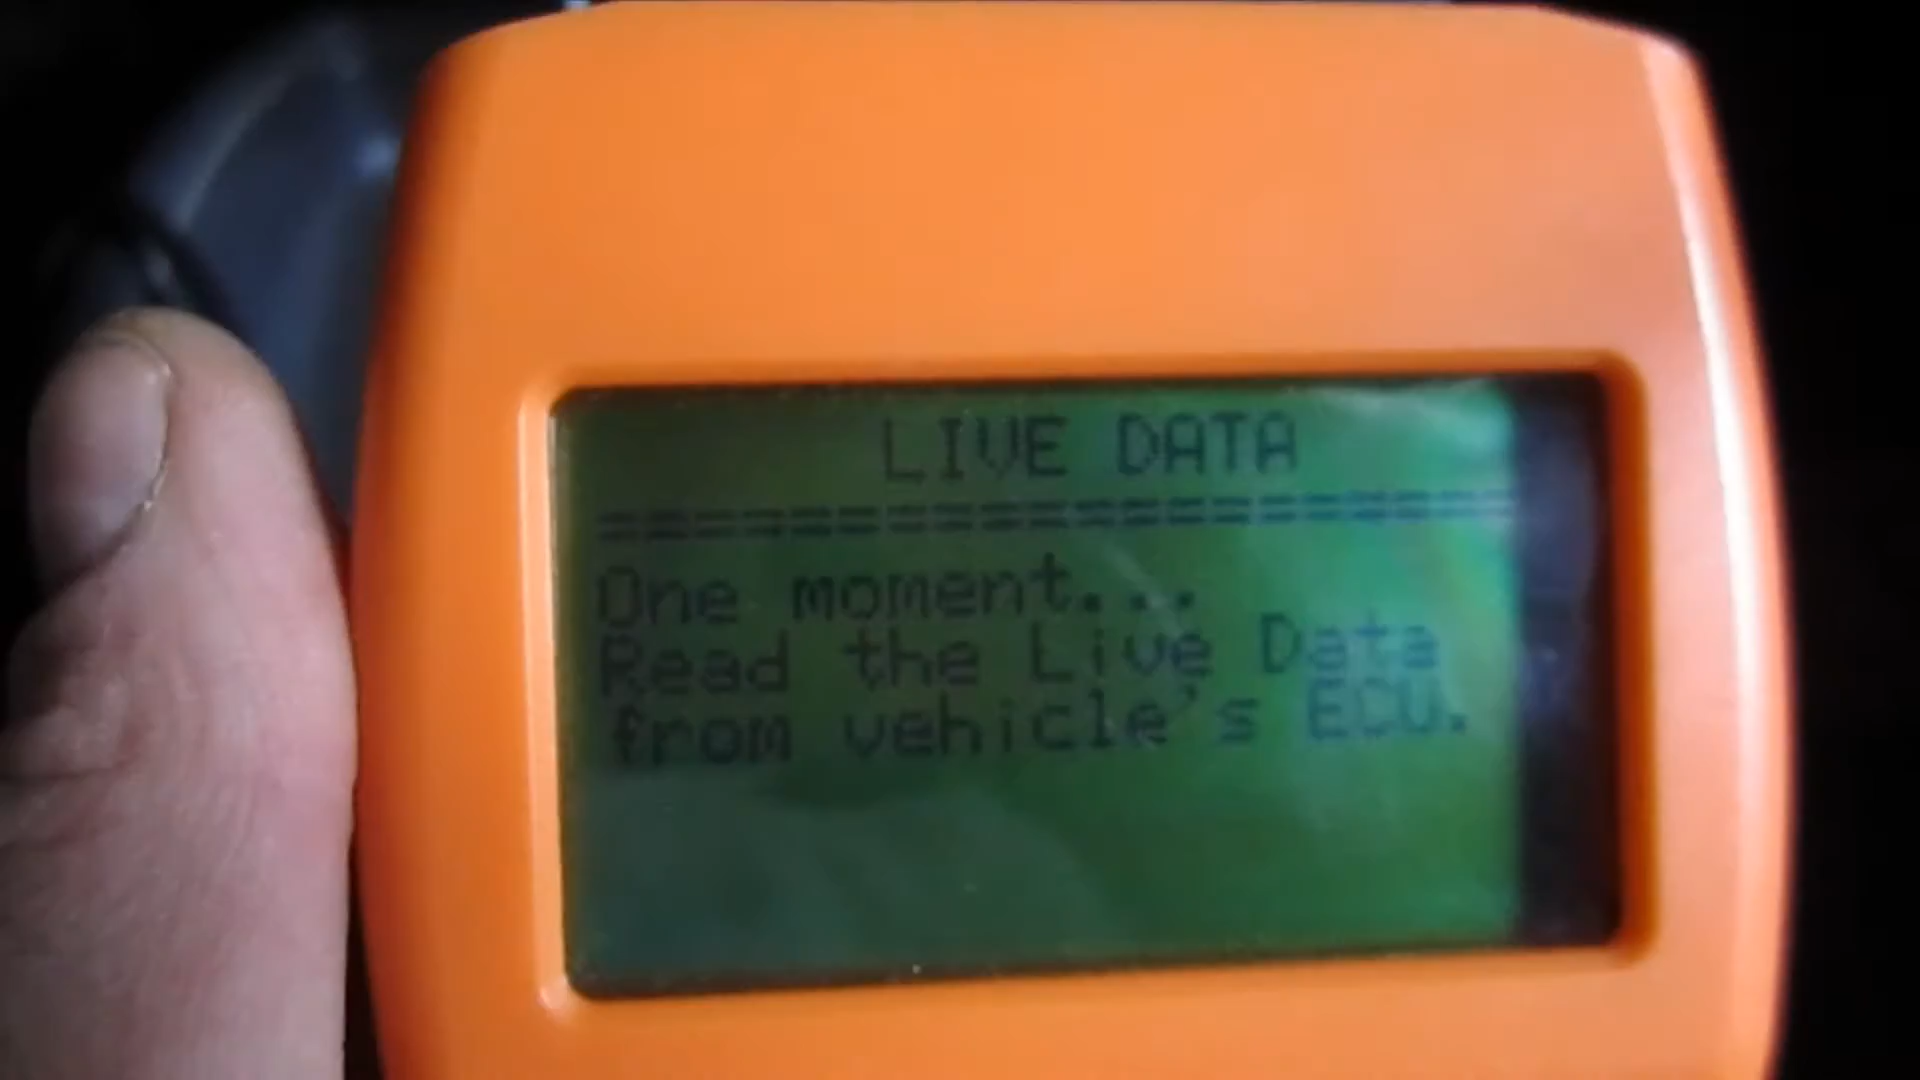 LIVE DATA
====================
One moment...
Read the Live Data
from vehicle's ECU.